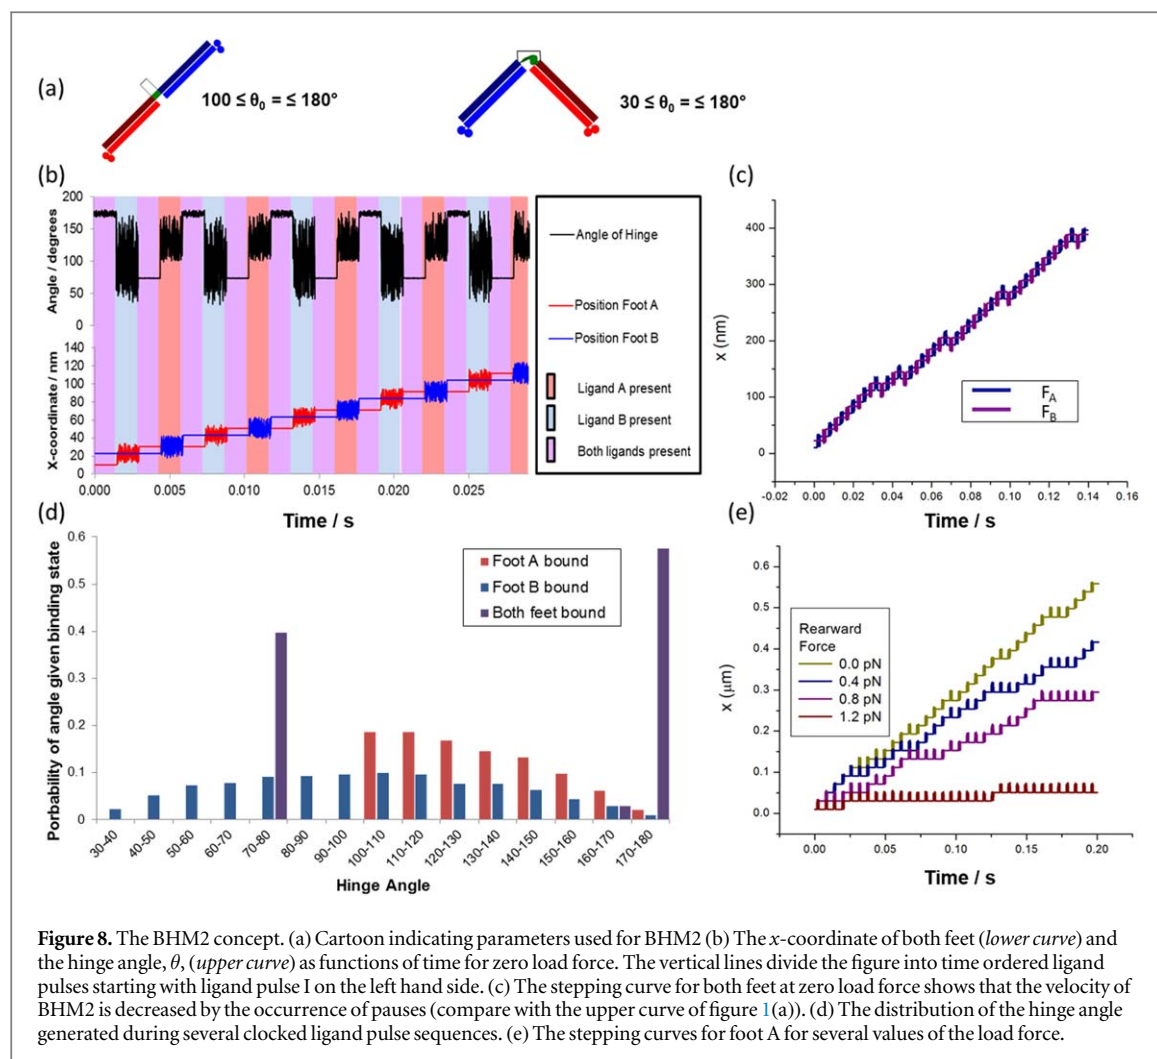 (a)
100 ≤ θ₀ = ≤ 180°
30 ≤ θ₀ = ≤ 180°
(b)
Angle / degrees
200
150
100
50
0
X-coordinate / nm
140
120
100
80
60
40
20
0
0.000 0.005 0.010 0.015 0.020 0.025
Time / s
Angle of Hinge
Position Foot A
Position Foot B
Ligand A present
Ligand B present
Both ligands present
(c)
x (nm)
400
300
200
100
0
-0.02 0.00 0.02 0.04 0.06 0.08 0.10 0.12 0.14 0.16
Time / s
F_A
F_B
(d)
Porbability of angle given binding state
0.6
0.5
0.4
0.3
0.2
0.1
0
Foot A bound
Foot B bound
Both feet bound
30-40 40-50 50-60 60-70 70-80 80-90 90-100 100-110 110-120 120-130 130-140 140-150 150-160 160-170 170-180
Hinge Angle
(e)
x (μm)
0.5
0.4
0.3
0.2
0.1
0.0
Rearward
Force
0.0 pN
0.4 pN
0.8 pN
1.2 pN
0.00 0.05 0.10 0.15 0.20
Time / s
Figure 8. The BHM2 concept. (a) Cartoon indicating parameters used for BHM2 (b) The x-coordinate of both feet (lower curve) and
the hinge angle, θ, (upper curve) as functions of time for zero load force. The vertical lines divide the figure into time ordered ligand
pulses starting with ligand pulse I on the left hand side. (c) The stepping curve for both feet at zero load force shows that the velocity of
BHM2 is decreased by the occurrence of pauses (compare with the upper curve of figure 1(a)). (d) The distribution of the hinge angle
generated during several clocked ligand pulse sequences. (e) The stepping curves for foot A for several values of the load force.